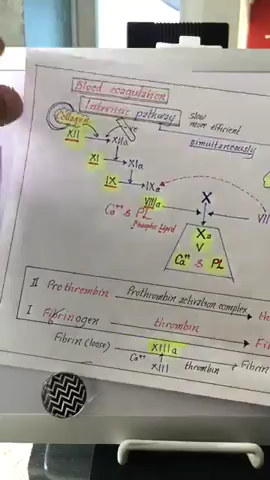 Blood coagulation
Intrinsic pathway
slow
more efficient
simultaneously
Collagen
XII
XIIa
XI
XIa
IX
IXa
X
VIIIa
Ca++ & PL
Phospho Lipid
VII
Xa
V
Ca++ & PL
II Prothrombin Prothrombin activation complex
I Fibrinogen thrombin
Fibrin (loose) XIIIa Fibrin
Ca++
XIII thrombin